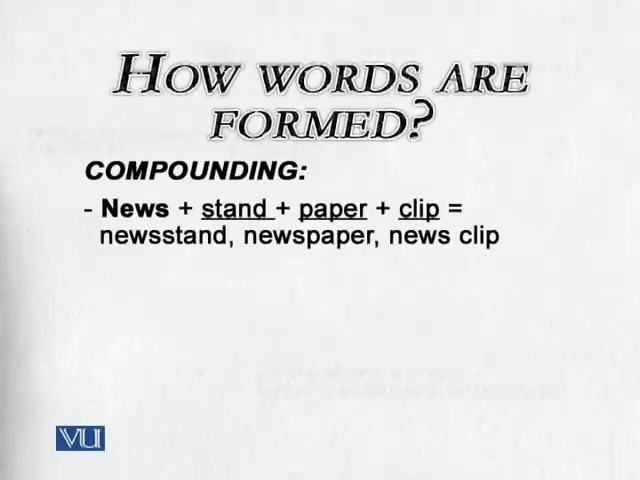 HOW WORDS ARE
FORMED?
COMPOUNDING:
- News + stand + paper + clip =
newsstand, newspaper, news clip
VU